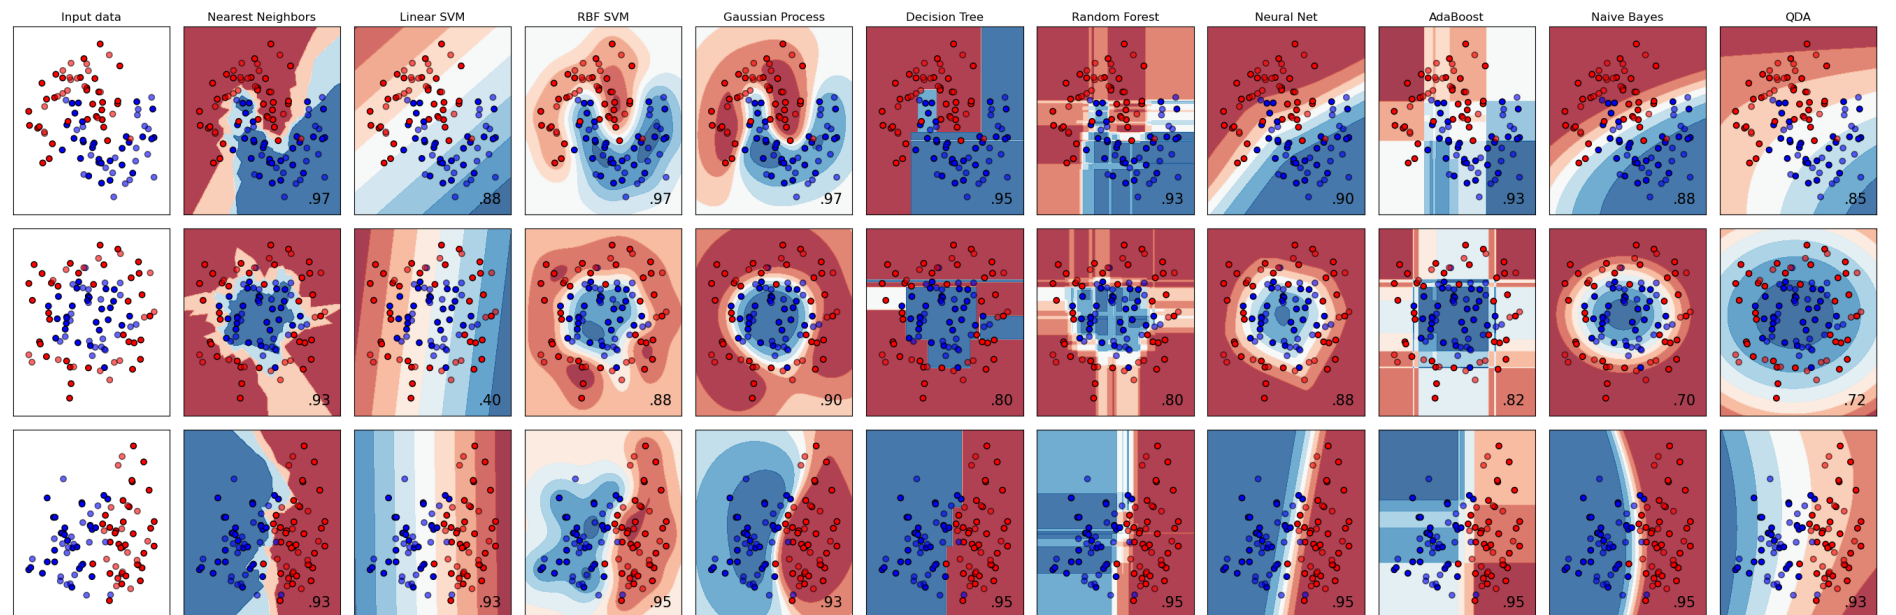 Input data Nearest Neighbors Linear SVM RBF SVM Gaussian Process Decision Tree Random Forest Neural Net AdaBoost Naive Bayes QDA
.97 .88 .97 .97 .95 .93 .90 .93 .88 .85
.93 .40 .88 .90 .80 .80 .88 .82 .70 .72
.93 .93 .95 .93 .95 .95 .95 .95 .95 .93